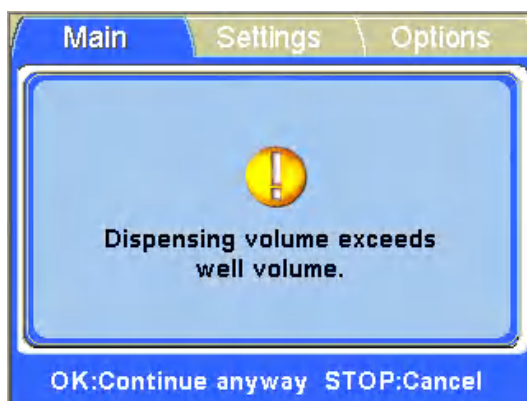 Main Settings Options
Dispensing volume exceeds
well volume.
OK:Continue anyway STOP:Cancel